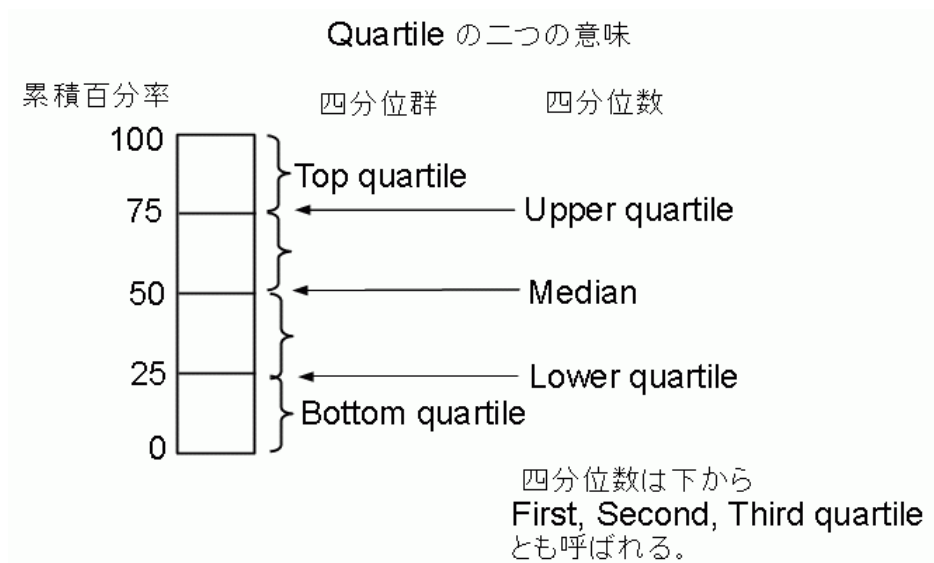 Quartile の二つの意味
累積百分率
四分位群
四分位数
100
Top quartile
75
Upper quartile
50
Median
25
Lower quartile
Bottom quartile
0
四分位数は下から
First, Second, Third quartile
とも呼ばれる。